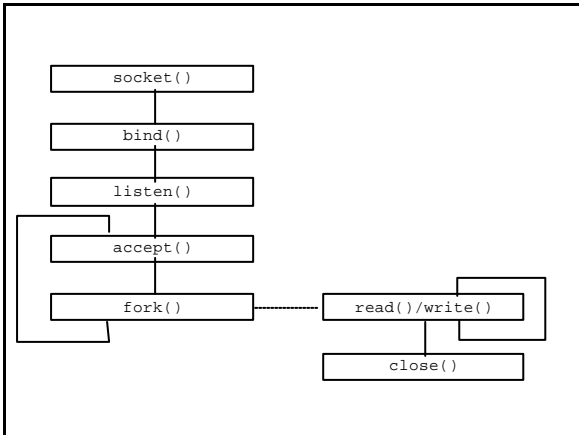 socket()
bind()
listen()
accept()
fork()
read()/write()
close()